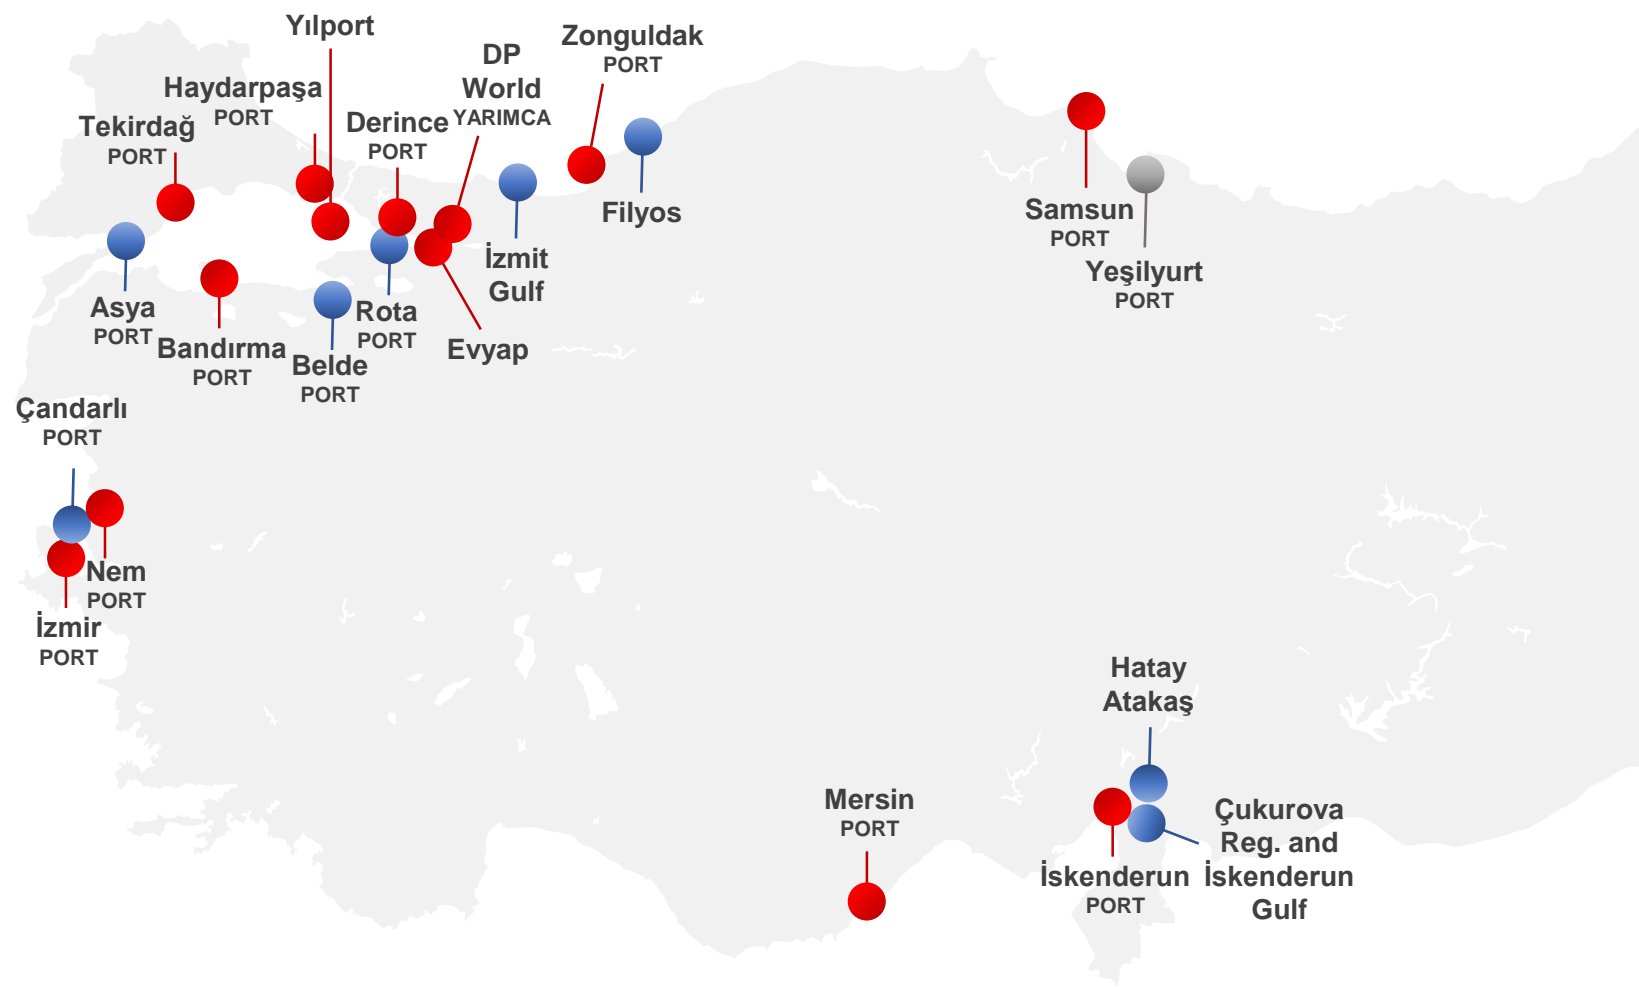 Yılport
Zonguldak
PORT
DP
World
YARIMCA
Haydarpaşa
PORT
Derince
PORT
Tekirdağ
PORT
Filyos
Samsun
PORT
Yeşilyurt
PORT
İzmit
Gulf
Asya
PORT
Bandırma
PORT
Rota
PORT
Belde
PORT
Evyap
Çandarlı
PORT
Nem
PORT
İzmir
PORT
Hatay
Atakaş
Mersin
PORT
Çukurova
Reg. and
İskenderun
Gulf
İskenderun
PORT